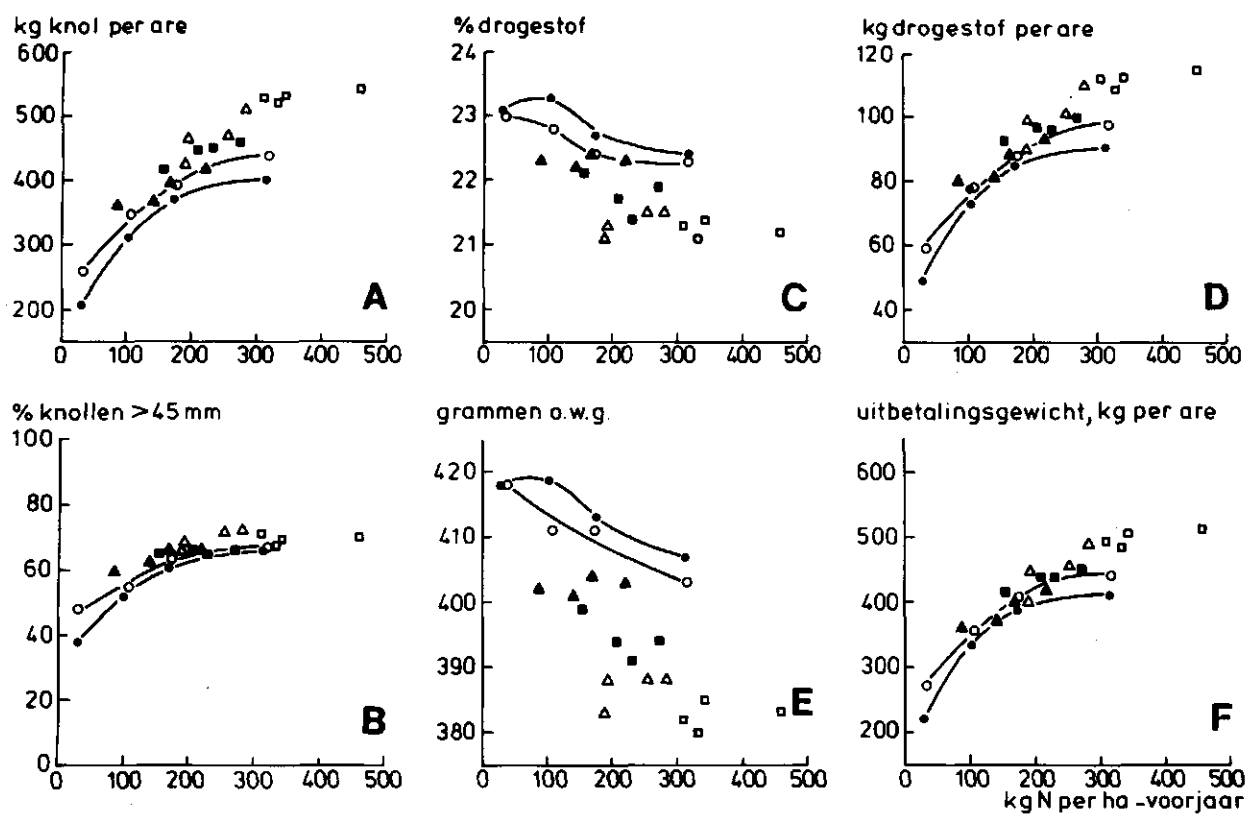 kg knol per are
600
500
400
300
200
0 100 200 300 400 500
A
% drogestof
24
23
22
21
20
0 100 200 300 400 500
C
kg drogestof per are
120
100
80
60
40
0 100 200 300 400 500
D
% knollen >45 mm
100
80
60
40
20
0
0 100 200 300 400 500
B
grammen o.w.g.
420
410
400
390
380
0 100 200 300 400 500
E
uitbetalingsgewicht, kg per are
600
500
400
300
200
0 100 200 300 400 500
F
kg N per ha -voorjaar